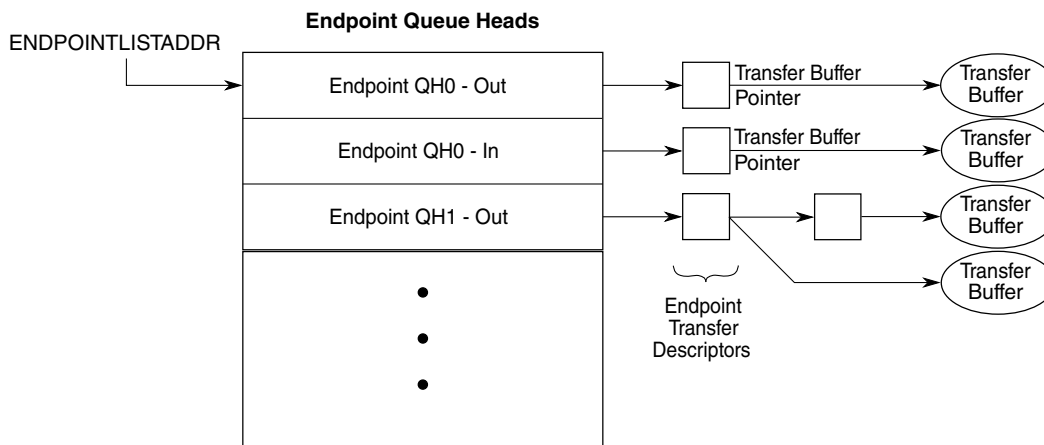 Endpoint Queue Heads
ENDPOINTLISTADDR
Endpoint QH0 - Out
Transfer Buffer
Pointer
Transfer
Buffer
Endpoint QH0 - In
Transfer Buffer
Pointer
Transfer
Buffer
Endpoint QH1 - Out
Transfer
Buffer
Transfer
Buffer
Endpoint
Transfer
Descriptors